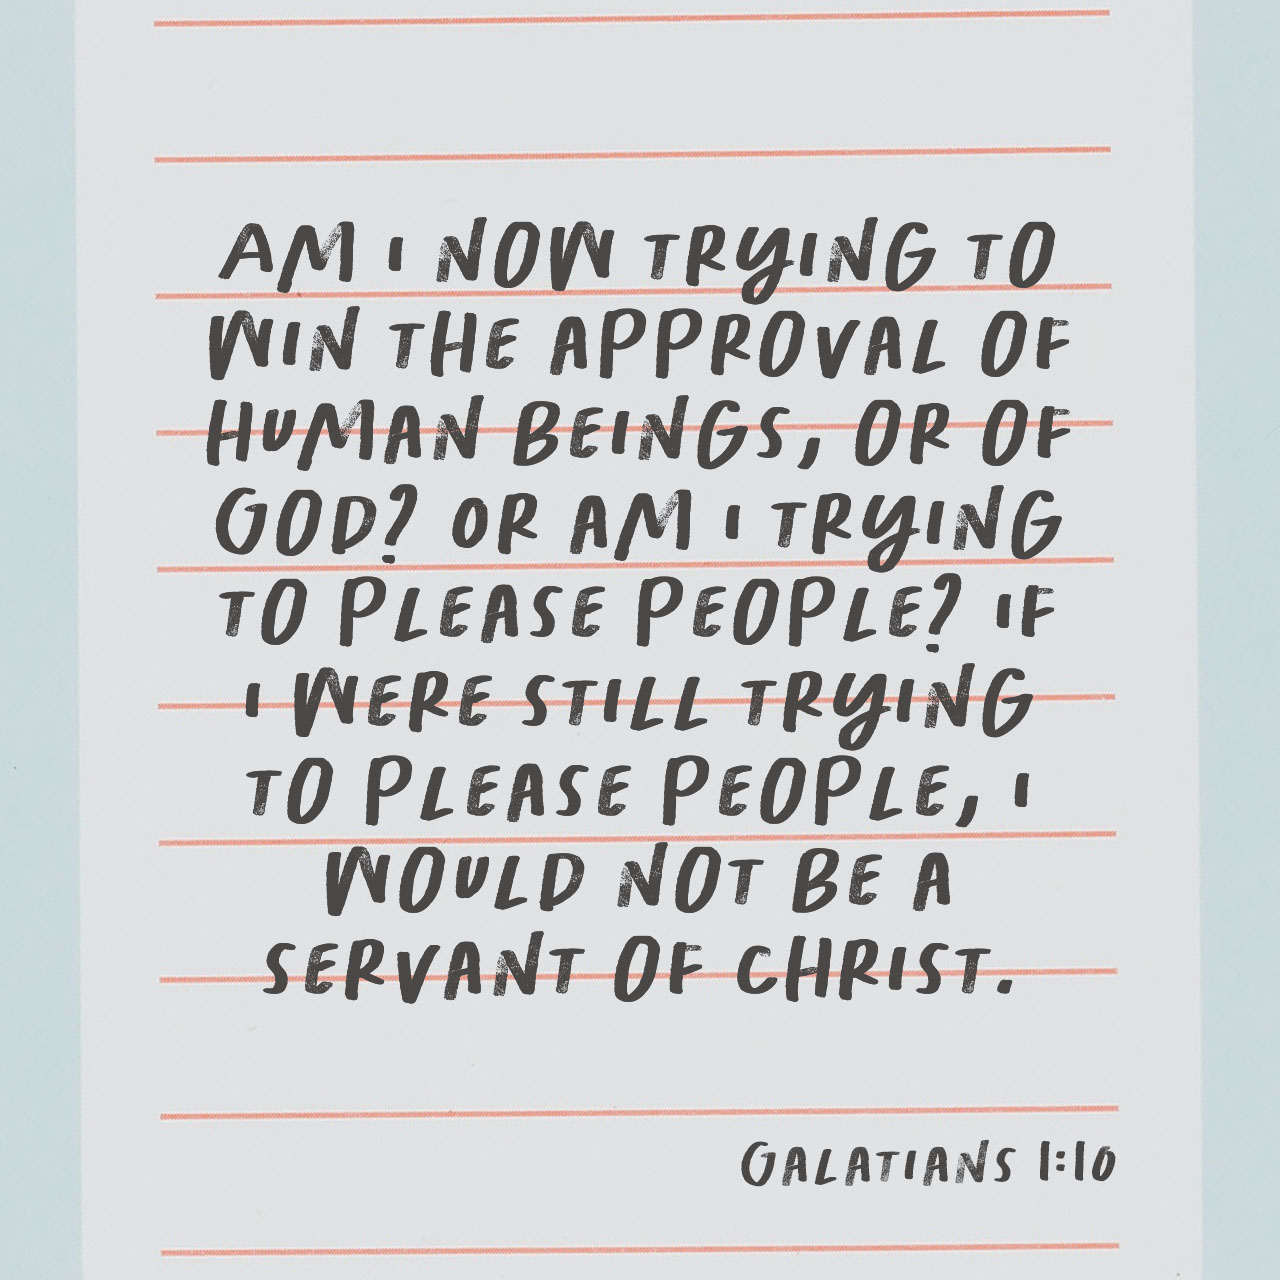 AM I NOW TRYING TO
WIN THE APPROVAL OF
HUMAN BEINGS, OR OF
GOD? OR AM I TRYING
TO PLEASE PEOPLE? IF
I WERE STILL TRYING
TO PLEASE PEOPLE, I
WOULD NOT BE A
SERVANT OF CHRIST.
GALATIANS 1:10